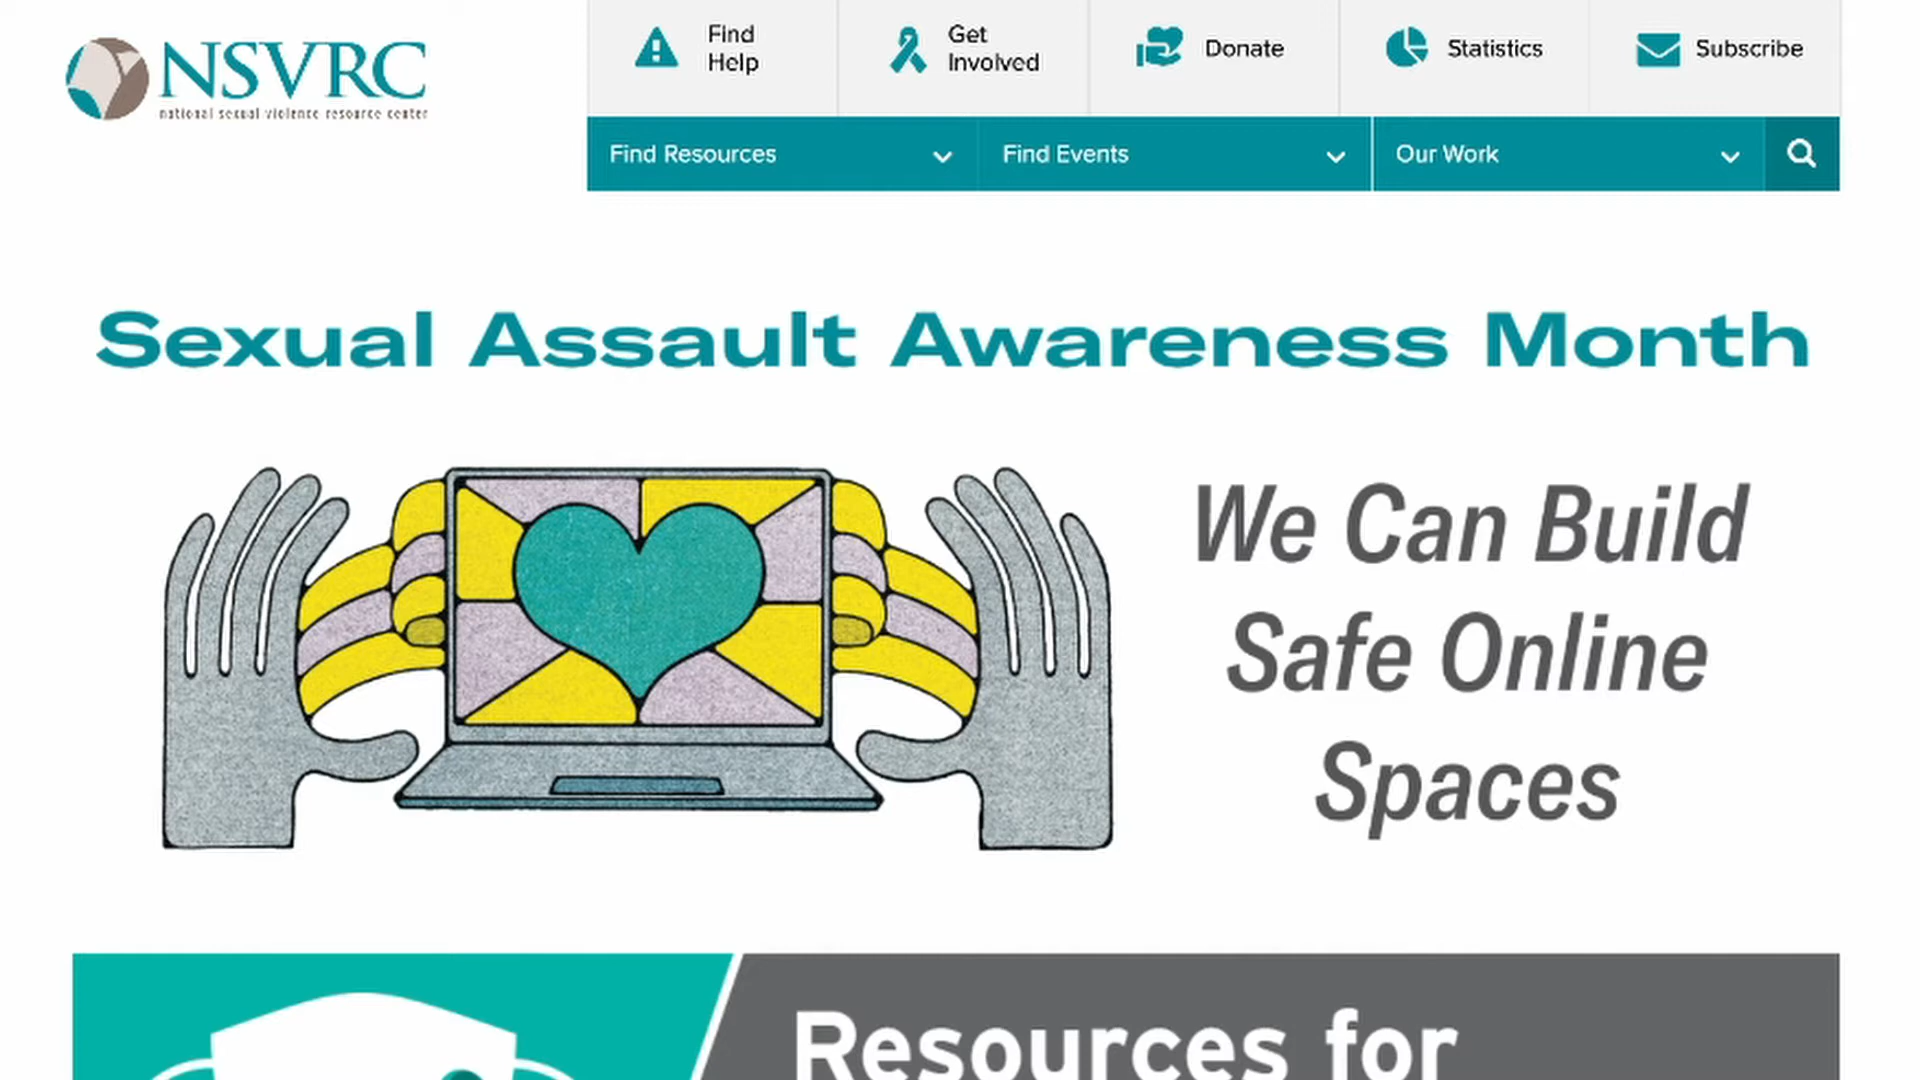 NSVRC
national sexual violence resource center
Find Help
Get Involved
Donate
Statistics
Subscribe
Find Resources
Find Events
Our Work
Sexual Assault Awareness Month
We Can Build
Safe Online
Spaces
Resources for